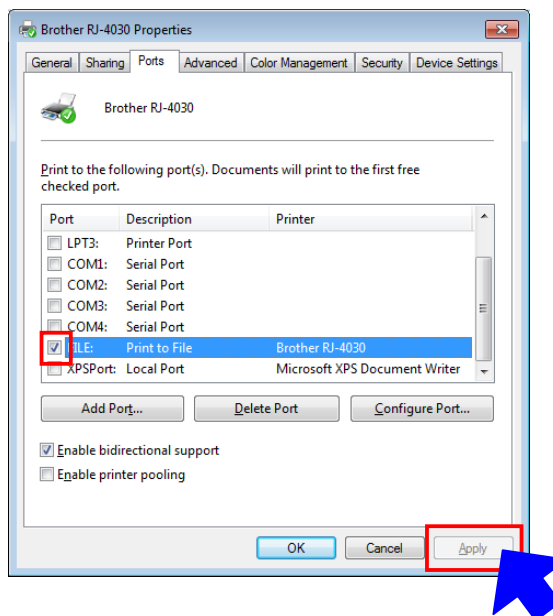 Brother RJ-4030 Properties
General Sharing Ports Advanced Color Management Security Device Settings
Brother RJ-4030
Print to the following port(s). Documents will print to the first free
checked port.
Port Description Printer
LPT3: Printer Port
COM1: Serial Port
COM2: Serial Port
COM3: Serial Port
COM4: Serial Port
FILE: Print to File Brother RJ-4030
XPSPort: Local Port Microsoft XPS Document Writer
Add Port... Delete Port Configure Port...
Enable bidirectional support
Enable printer pooling
OK Cancel Apply